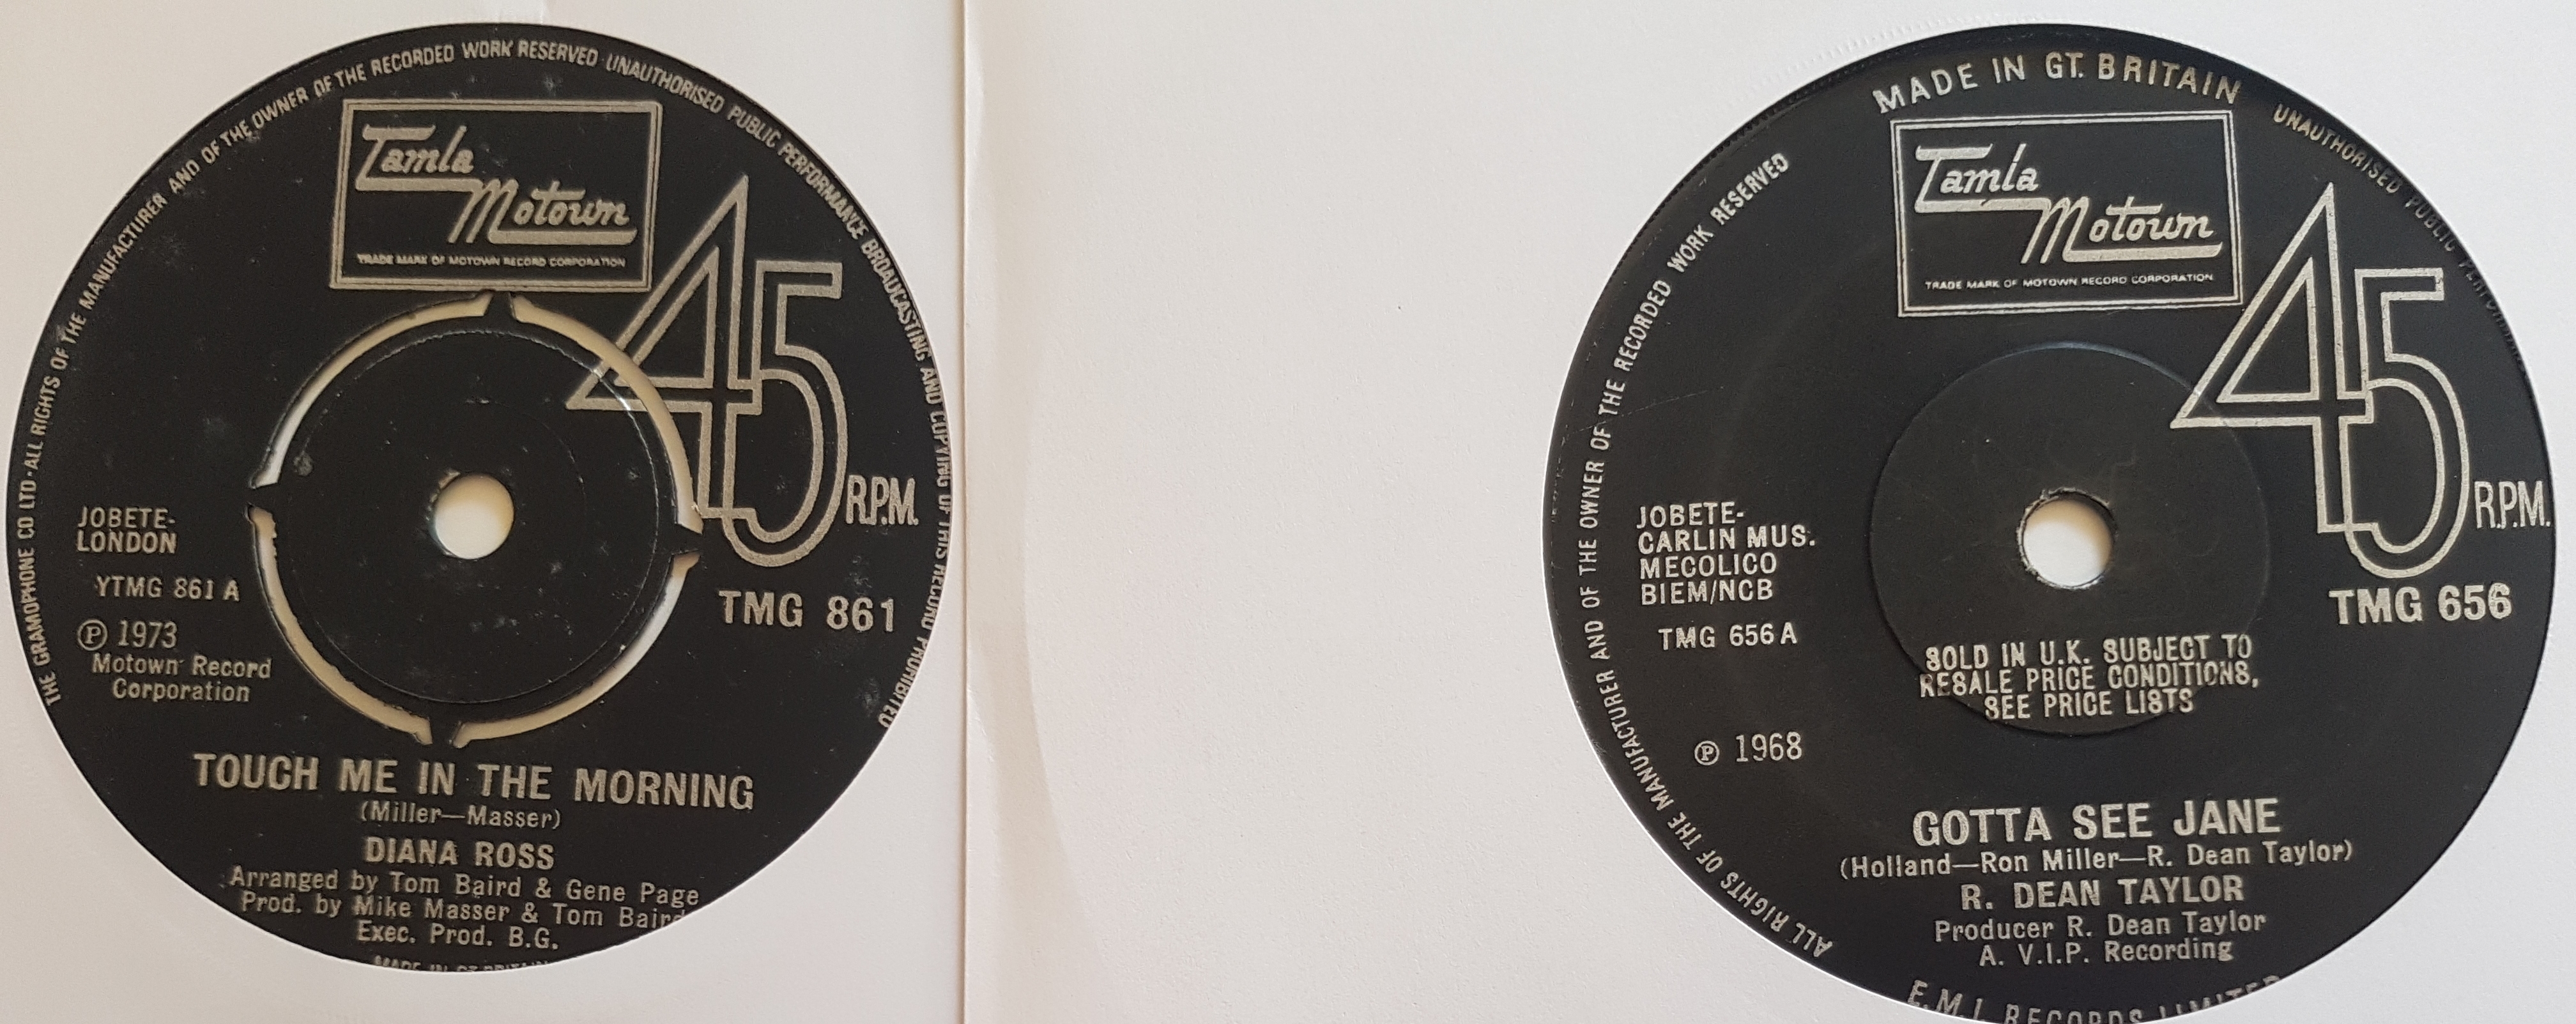 THE GRAMOPHONE CO LTD·ALL RIGHTS OF THE MANUFACTURER AND OF THE OWNER OF THE RECORDED WORK RESERVED UNAUTHORISED PUBLIC PERFORMANCE BROADCASTING AND COPYING OF THIS RECORD PROHIBITED
Tamla
Motown
TRADE MARK OF MOTOWN RECORD CORPORATION
45
R.P.M.
JOBETE-
LONDON
YTMG 861 A
℗ 1973
Motown Record
Corporation
TMG 861
TOUCH ME IN THE MORNING
(Miller—Masser)
DIANA ROSS
Arranged by Tom Baird & Gene Page
Prod. by Mike Masser & Tom Baird
Exec. Prod. B.G.
MADE IN GT BRITAIN
MADE IN GT. BRITAIN
ALL RIGHTS OF THE MANUFACTURER AND OF THE OWNER OF THE RECORDED WORK RESERVED
UNAUTHORISED PUBLIC
Tamla
Motown
TRADE MARK OF MOTOWN RECORD CORPORATION
45
R.P.M.
JOBETE-
CARLIN MUS.
MECOLICO
BIEM/NCB
TMG 656 A
℗ 1968
TMG 656
SOLD IN U.K. SUBJECT TO
RESALE PRICE CONDITIONS,
SEE PRICE LISTS
GOTTA SEE JANE
(Holland—Ron Miller—R. Dean Taylor)
R. DEAN TAYLOR
Producer R. Dean Taylor
A. V.I.P. Recording
E.M.I. RECORDS LIMITED